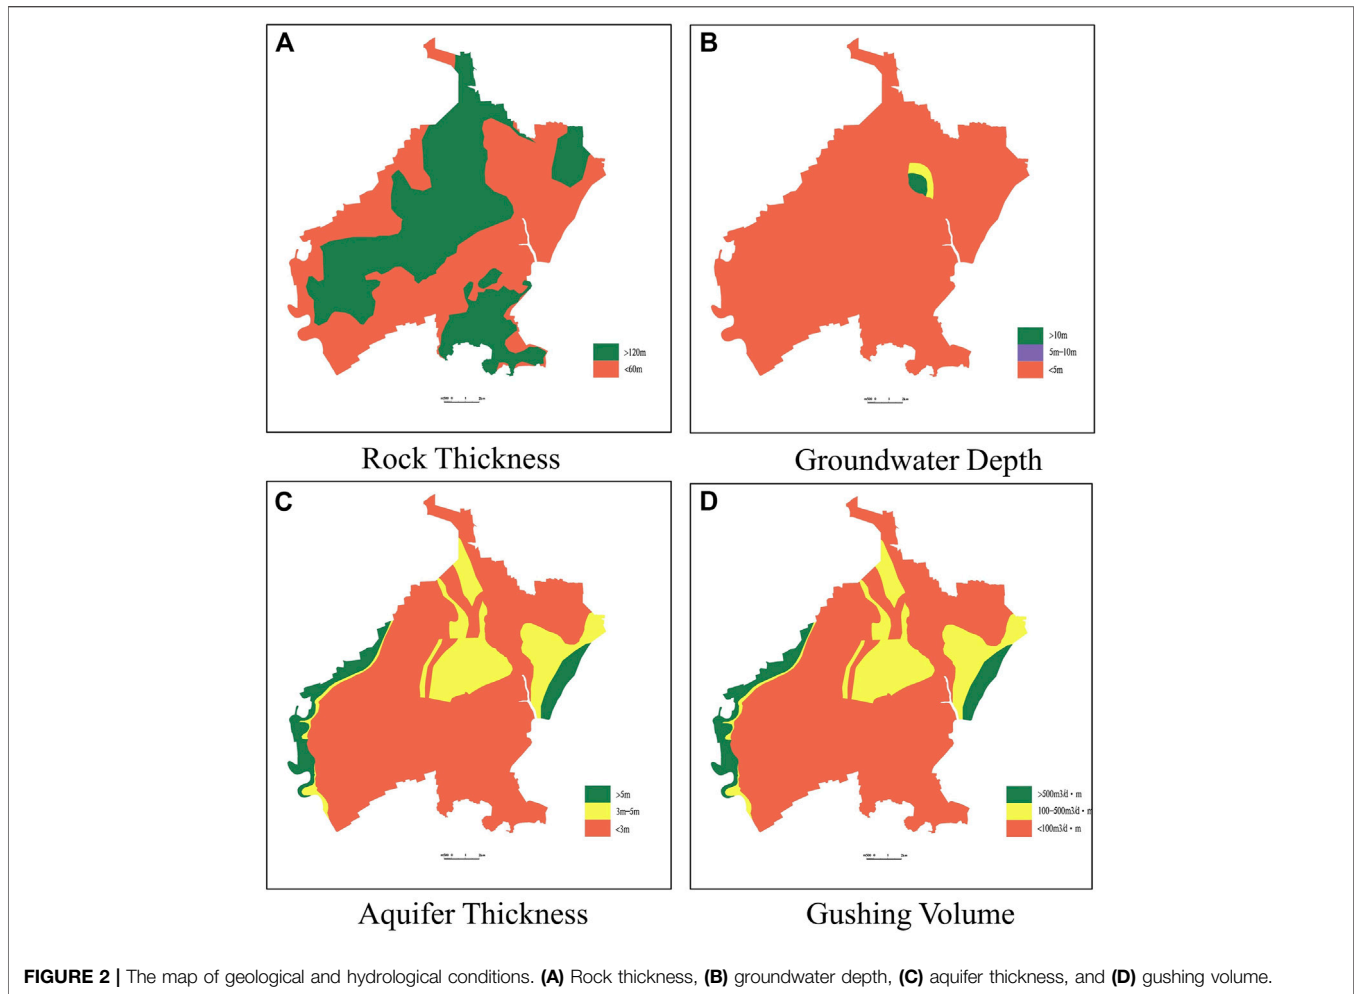 A
>120m
<60m
Rock Thickness
B
>10m
5m-10m
<5m
Groundwater Depth
C
>5m
3m-5m
<3m
Aquifer Thickness
D
>500m3/d·m
100-500m3/d·m
<100m3/d·m
Gushing Volume
FIGURE 2 | The map of geological and hydrological conditions. (A) Rock thickness, (B) groundwater depth, (C) aquifer thickness, and (D) gushing volume.